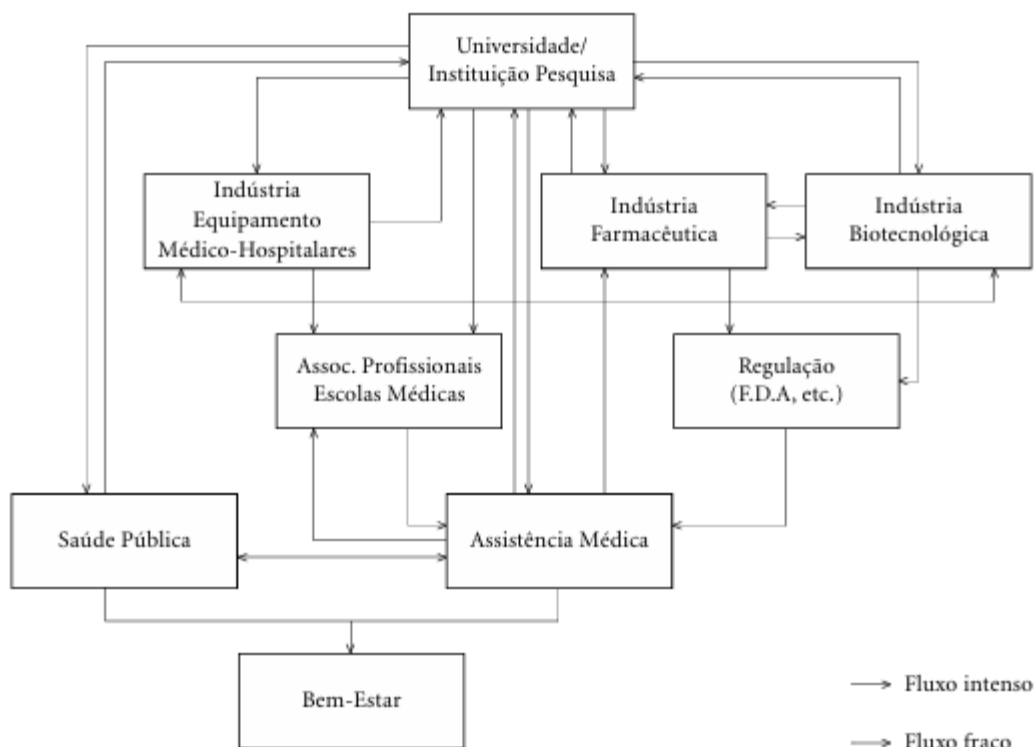 Universidade/
Instituição Pesquisa
Indústria
Equipamento
Médico-Hospitalares
Indústria
Farmacêutica
Indústria
Biotecnológica
Assoc. Profissionais
Escolas Médicas
Regulação
(F.D.A, etc.)
Saúde Pública
Assistência Médica
Bem-Estar
Fluxo intenso
Fluxo fraco